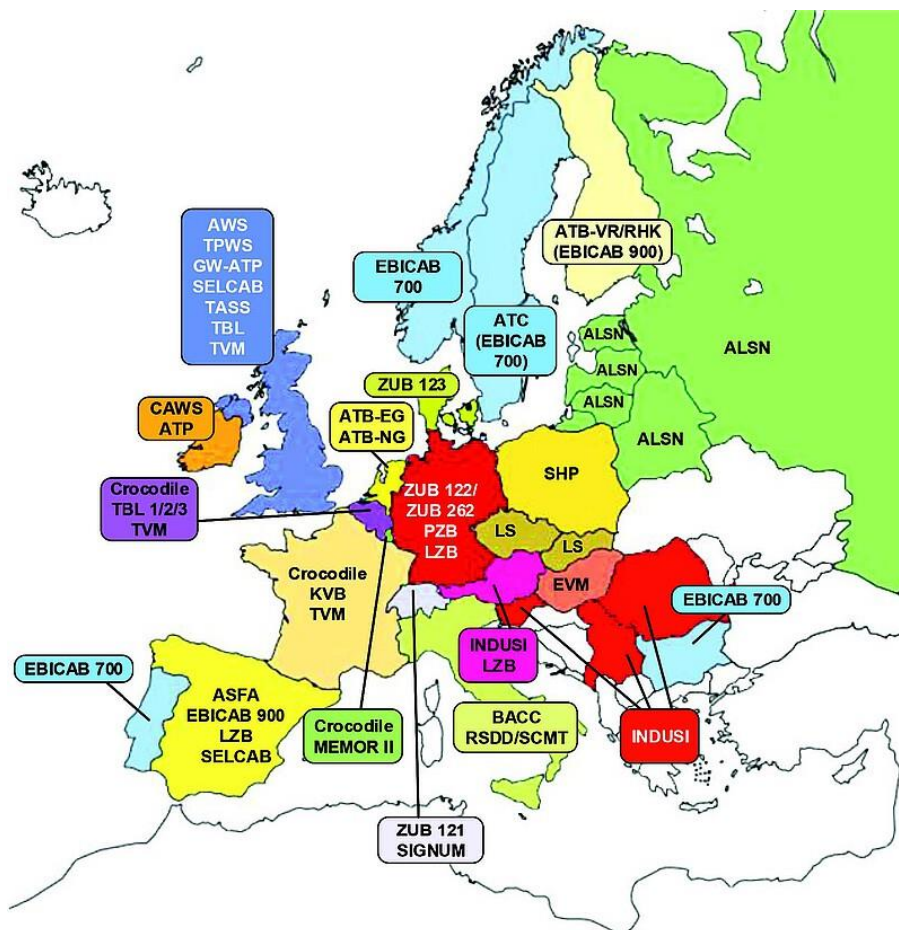 AWS
TPWS
GW-ATP
SELCAB
TASS
TBL
TVM
EBICAB
700
ATB-VR/RHK
(EBICAB 900)
ATC
(EBICAB
700)
ALSN
ALSN
ALSN
ALSN
ALSN
ZUB 123
CAWS
ATP
ATB-EG
ATB-NG
Crocodile
TBL 1/2/3
TVM
ZUB 122/
ZUB 262
PZB
LZB
SHP
LS
LS
EVM
Crocodile
KVB
TVM
EBICAB 700
INDUSI
LZB
EBICAB 700
ASFA
EBICAB 900
LZB
SELCAB
Crocodile
MEMOR II
BACC
RSDD/SCMT
INDUSI
ZUB 121
SIGNUM